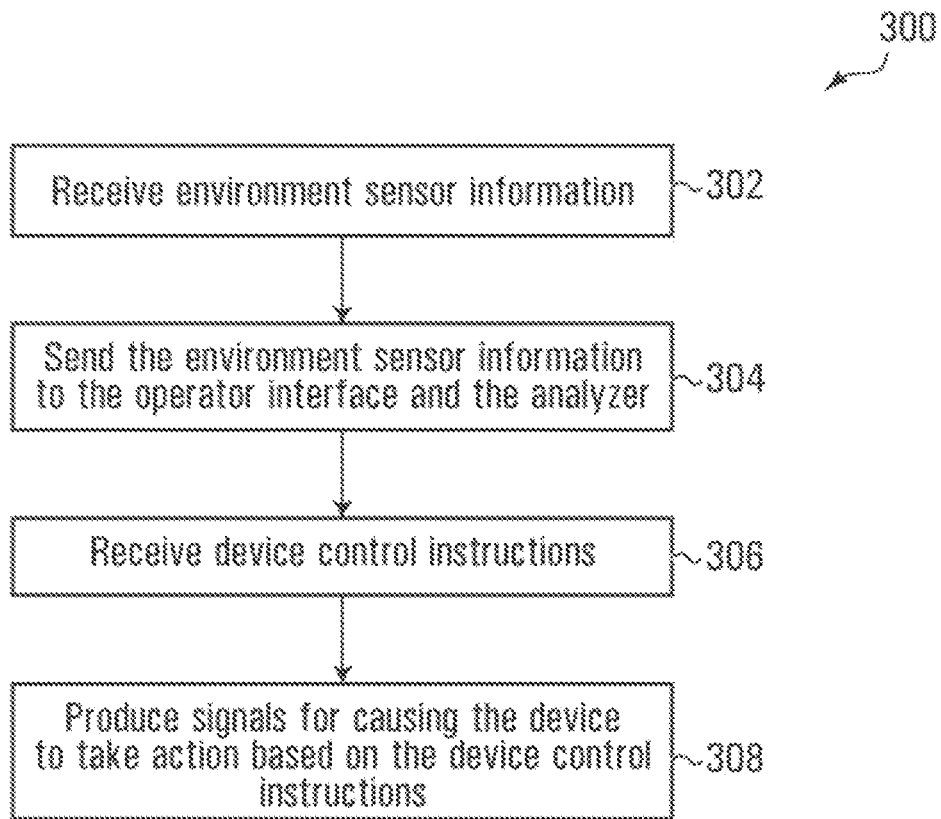 300
Receive environment sensor information
302
Send the environment sensor information
to the operator interface and the analyzer
304
Receive device control instructions
306
Produce signals for causing the device
to take action based on the device control
instructions
308